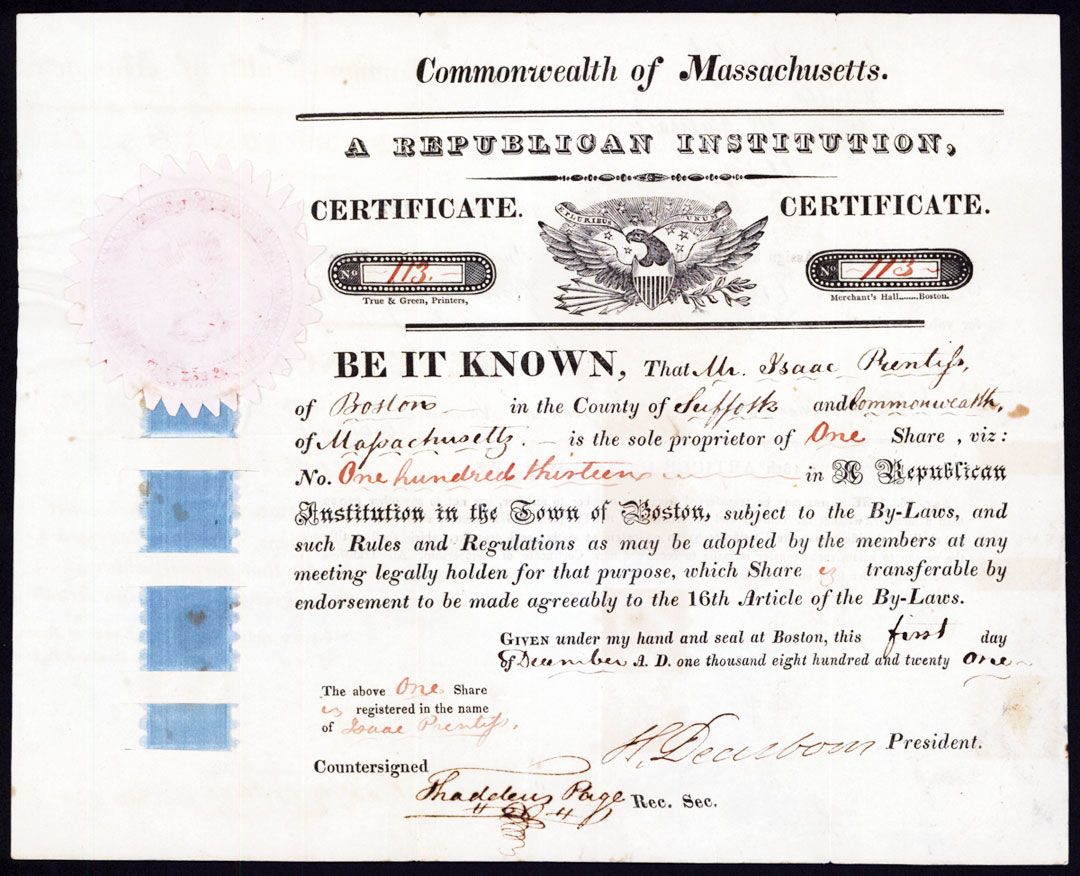 Commonwealth of Massachusetts.
A REPUBLICAN INSTITUTION,
CERTIFICATE.
E PLURIBUS UNUM
CERTIFICATE.
No 113.
No 113
True & Green, Printers,
Merchant's Hall.......Boston.
BE IT KNOWN, That Mr. Isaac Prentiſs,
of Boston in the County of Suffolk and Commonwealth,
of Maſsachusetts. is the sole proprietor of One Share, viz:
No. One hundred thirteen in A Republican
Institution in the Town of Boston, subject to the By-Laws, and
such Rules and Regulations as may be adopted by the members at any
meeting legally holden for that purpose, which Share is transferable by
endorsement to be made agreeably to the 16th Article of the By-Laws.
GIVEN under my hand and seal at Boston, this first day
of December A. D. one thousand eight hundred and twenty one
The above One Share
is registered in the name
of Isaac Prentiſs.
H. Dearborn President.
Countersigned
Thaddeus Page Rec. Sec.